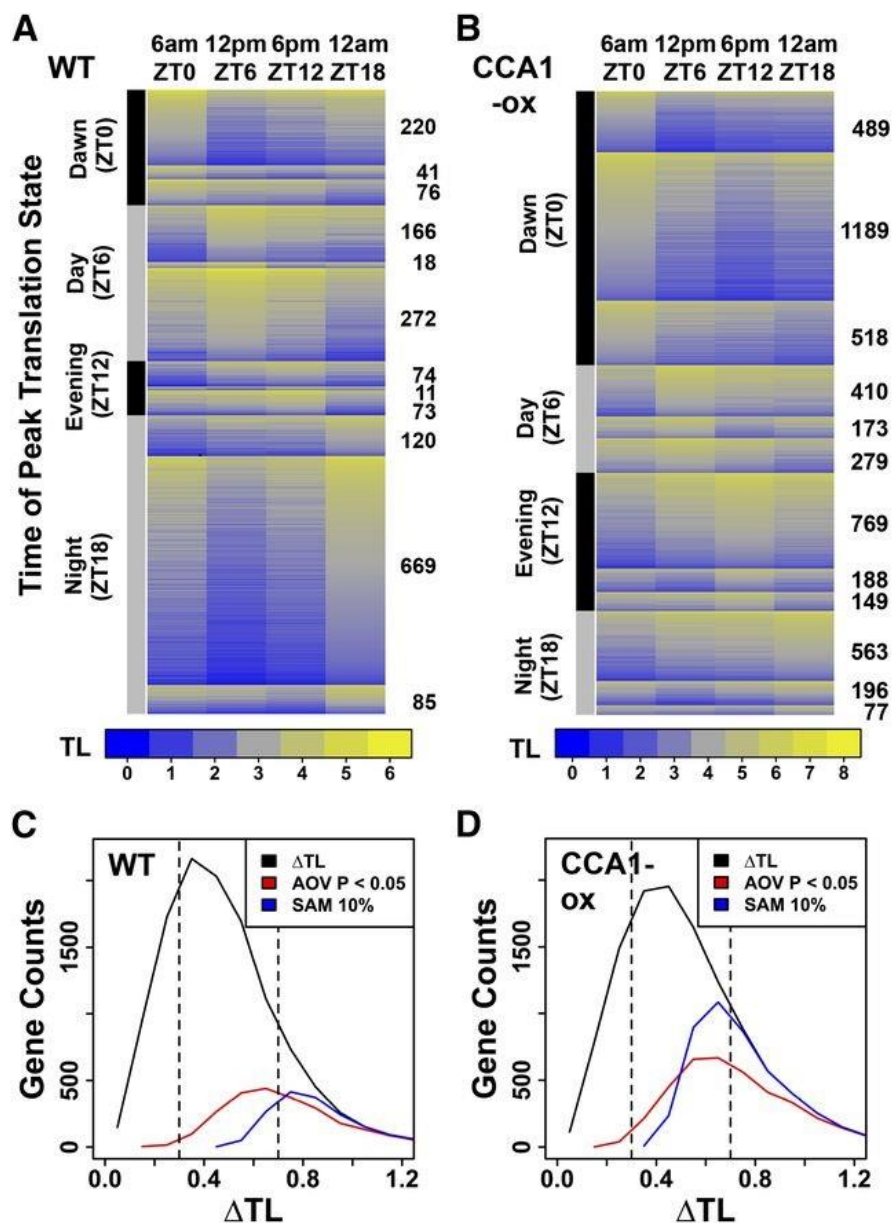 A
WT
6am 12pm 6pm 12am
ZT0 ZT6 ZT12 ZT18
Time of Peak Translation State
Dawn
(ZT0)
Day
(ZT6)
Evening
(ZT12)
Night
(ZT18)
220
41
76
166
18
272
74
11
73
120
669
85
TL
0 1 2 3 4 5 6
B
CCA1
-ox
6am 12pm 6pm 12am
ZT0 ZT6 ZT12 ZT18
Dawn
(ZT0)
Day
(ZT6)
Evening
(ZT12)
Night
(ZT18)
489
1189
518
410
173
279
769
188
149
563
196
77
TL
0 1 2 3 4 5 6 7 8
C
WT
ΔTL
AOV P < 0.05
SAM 10%
Gene Counts
1500
500
0
0.0 0.4 0.8 1.2
ΔTL
D
CCA1-
ox
ΔTL
AOV P < 0.05
SAM 10%
Gene Counts
1500
500
0
0.0 0.4 0.8 1.2
ΔTL